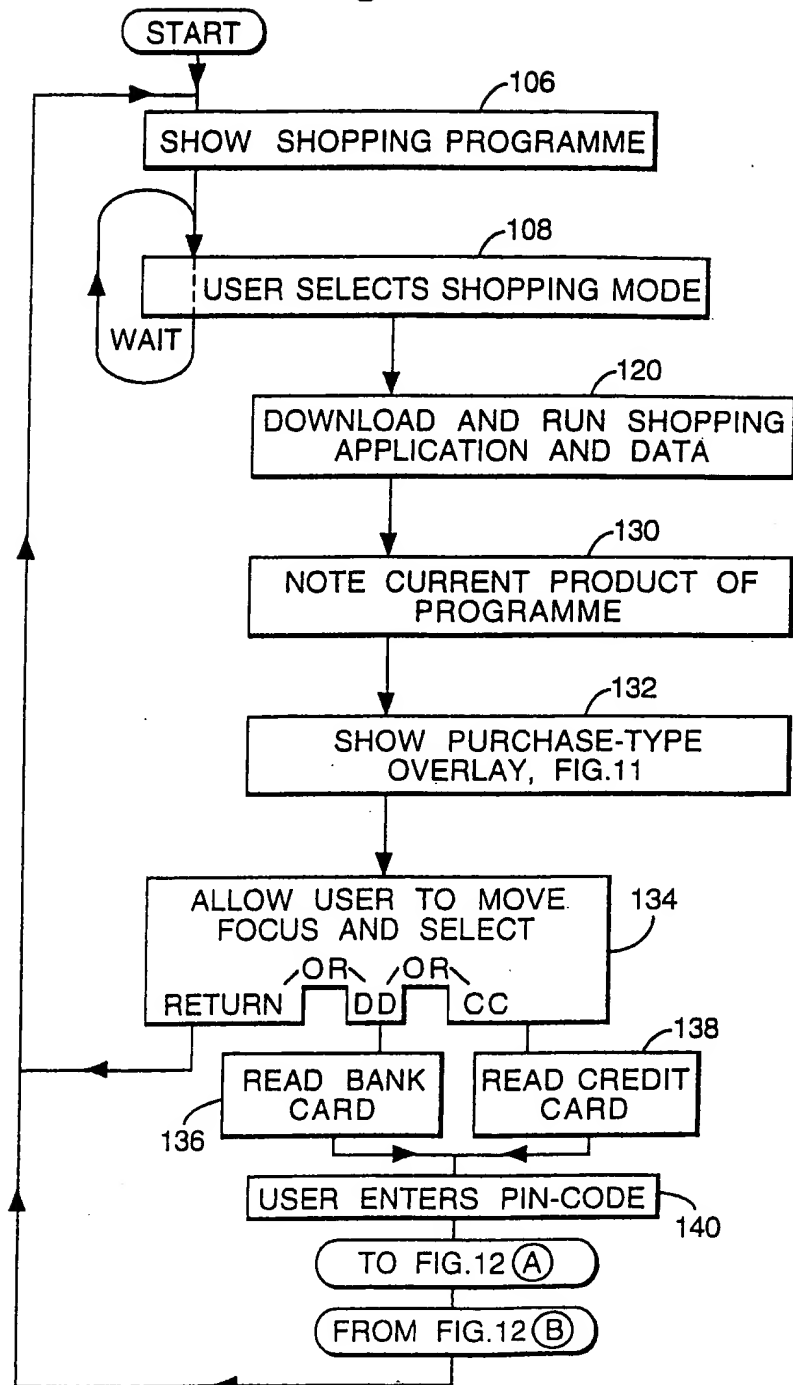 START
106
SHOW SHOPPING PROGRAMME
108
USER SELECTS SHOPPING MODE
WAIT
120
DOWNLOAD AND RUN SHOPPING
APPLICATION AND DATA
130
NOTE CURRENT PRODUCT OF
PROGRAMME
132
SHOW PURCHASE-TYPE
OVERLAY, FIG.11
ALLOW USER TO MOVE
FOCUS AND SELECT
134
OR OR
RETURN DD CC
138
READ BANK
CARD
136
READ CREDIT
CARD
USER ENTERS PIN-CODE
140
TO FIG.12 A
FROM FIG.12 B